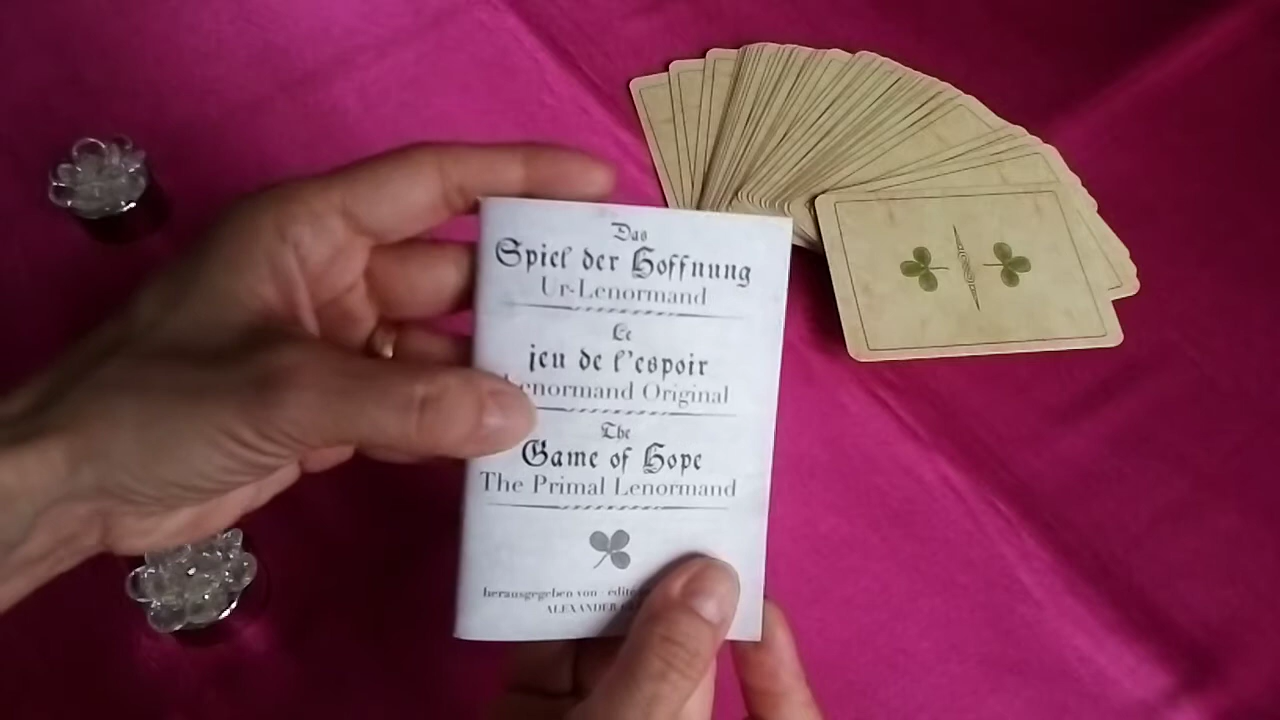 Das
Spiel der Hoffnung
Ur-Lenormand
Le
jeu de l'espoir
Lenormand Original
The
Game of Hope
The Primal Lenormand
herausgegeben von
ALEXANDER